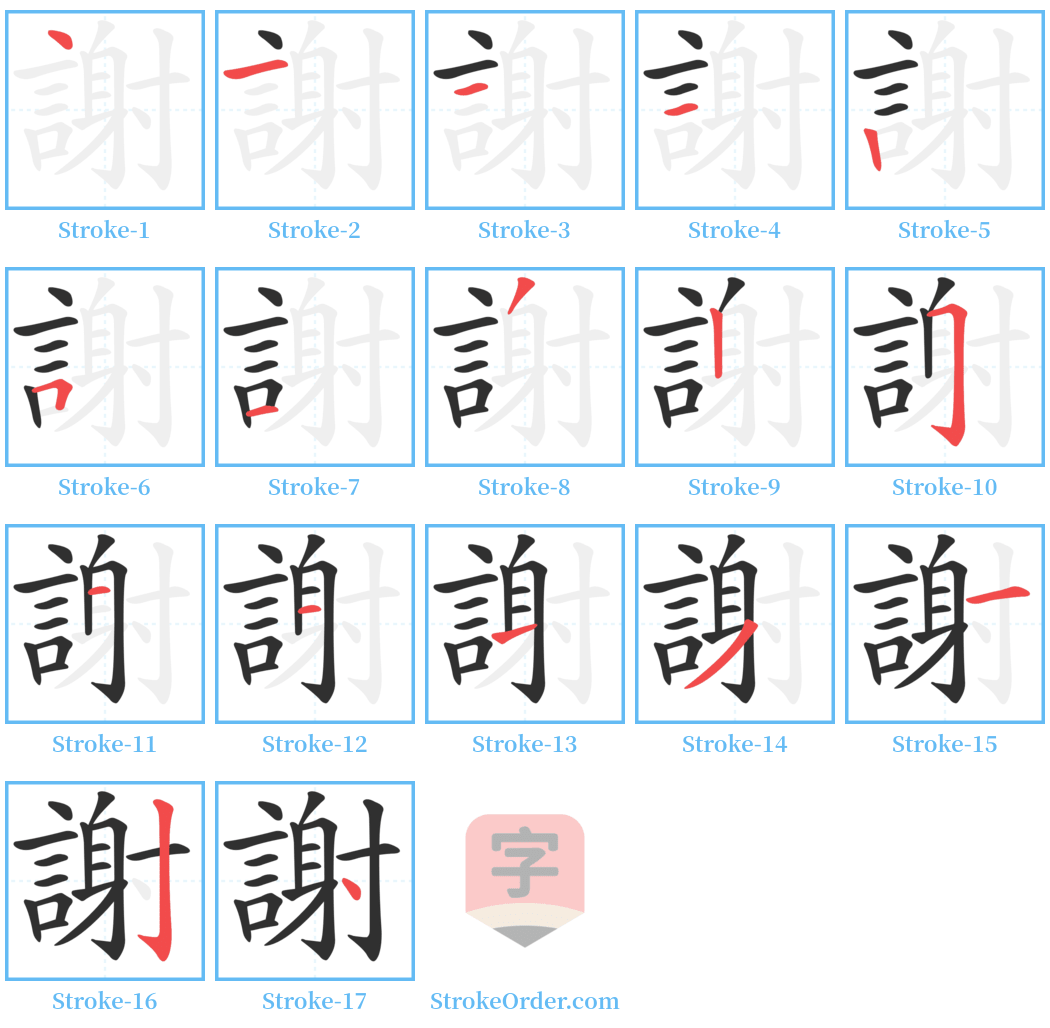 謝 謝 謝 謝 謝
Stroke-1 Stroke-2 Stroke-3 Stroke-4 Stroke-5
謝 謝 謝 謝 謝
Stroke-6 Stroke-7 Stroke-8 Stroke-9 Stroke-10
謝 謝 謝 謝 謝
Stroke-11 Stroke-12 Stroke-13 Stroke-14 Stroke-15
謝 謝 字
Stroke-16 Stroke-17 StrokeOrder.com